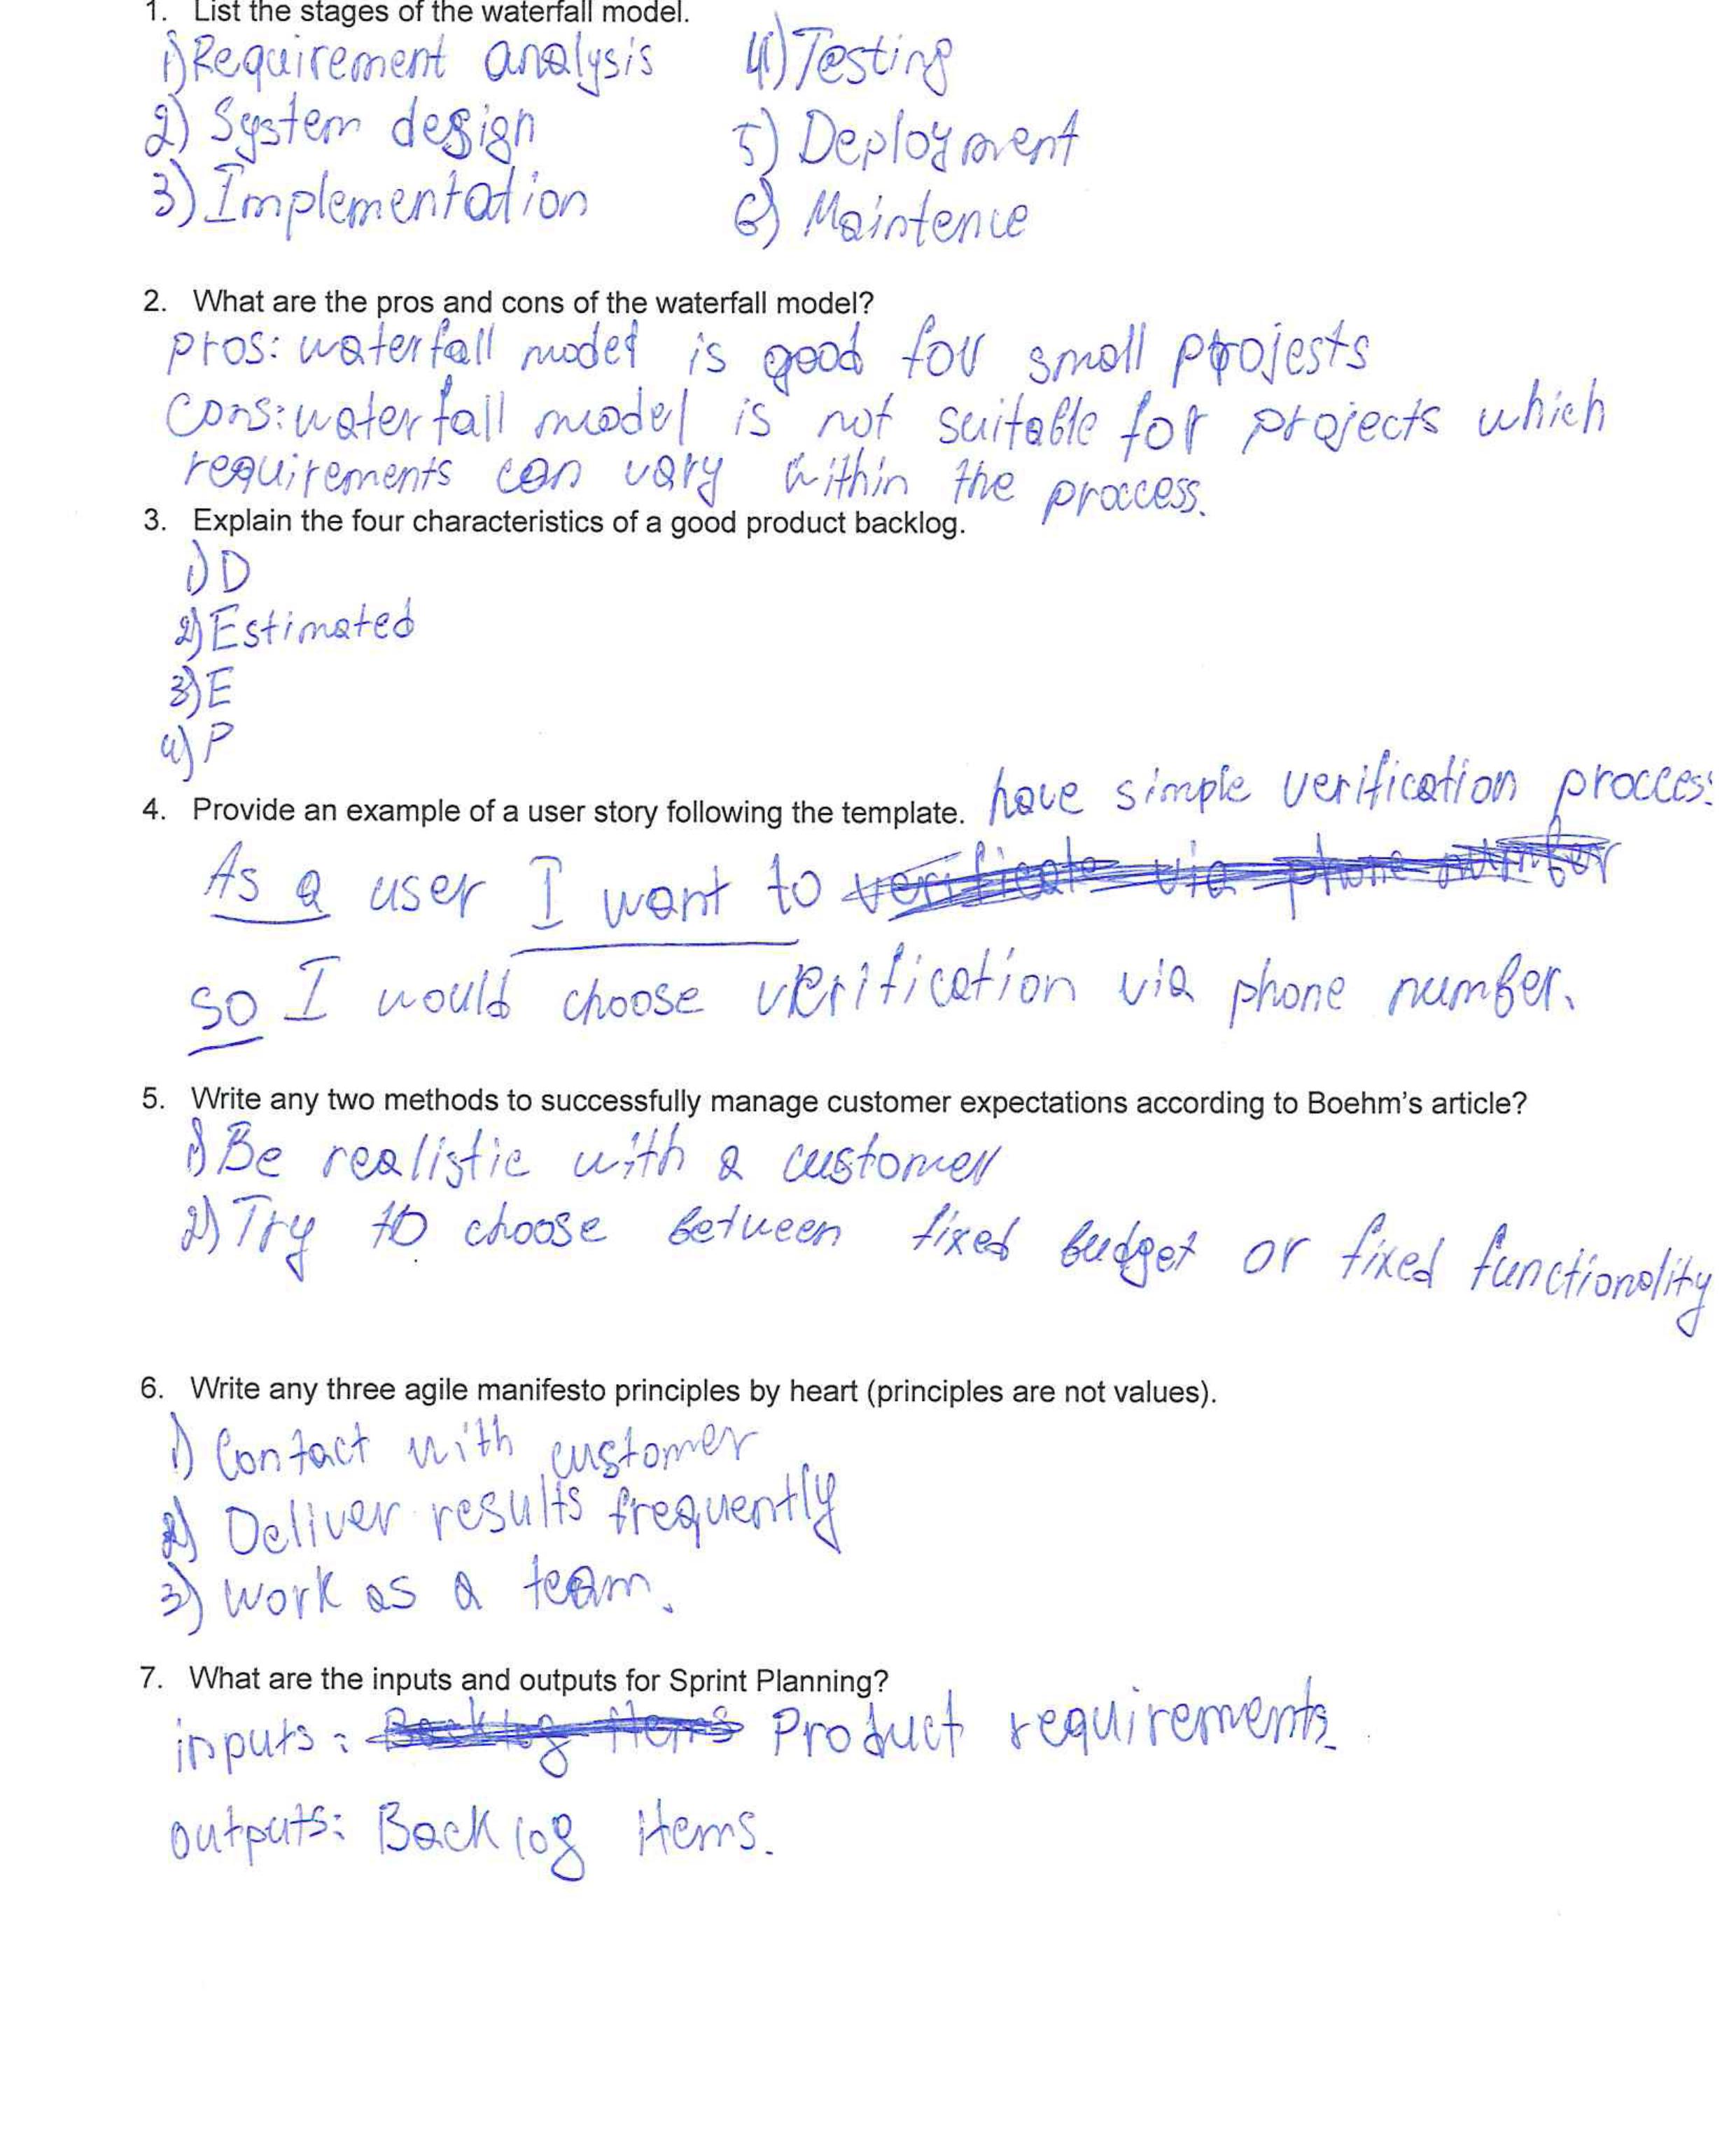 1. List the stages of the waterfall model.
1) Requirement analysis
2) System design
3) Implementation
4) Testing
5) Deployment
6) Maintence
2. What are the pros and cons of the waterfall model?
pros: waterfall model is good for small projests
cons: waterfall model is not suitable for projects which
requirements can vary within the proccess.
3. Explain the four characteristics of a good product backlog.
1) D
2) Estimated
3) E
4) P
4. Provide an example of a user story following the template.
have simple verification process
As a user I want to verificate via phone number
so I would choose verification via phone number.
5. Write any two methods to successfully manage customer expectations according to Boehm's article?
1) Be realistic with a customer
2) Try to choose between fixed budget or fixed functionality
6. Write any three agile manifesto principles by heart (principles are not values).
1) Contact with customer
2) Deliver results frequently
3) work as a team.
7. What are the inputs and outputs for Sprint Planning?
inputs: Backlog items Product requirements.
outputs: Backlog items.